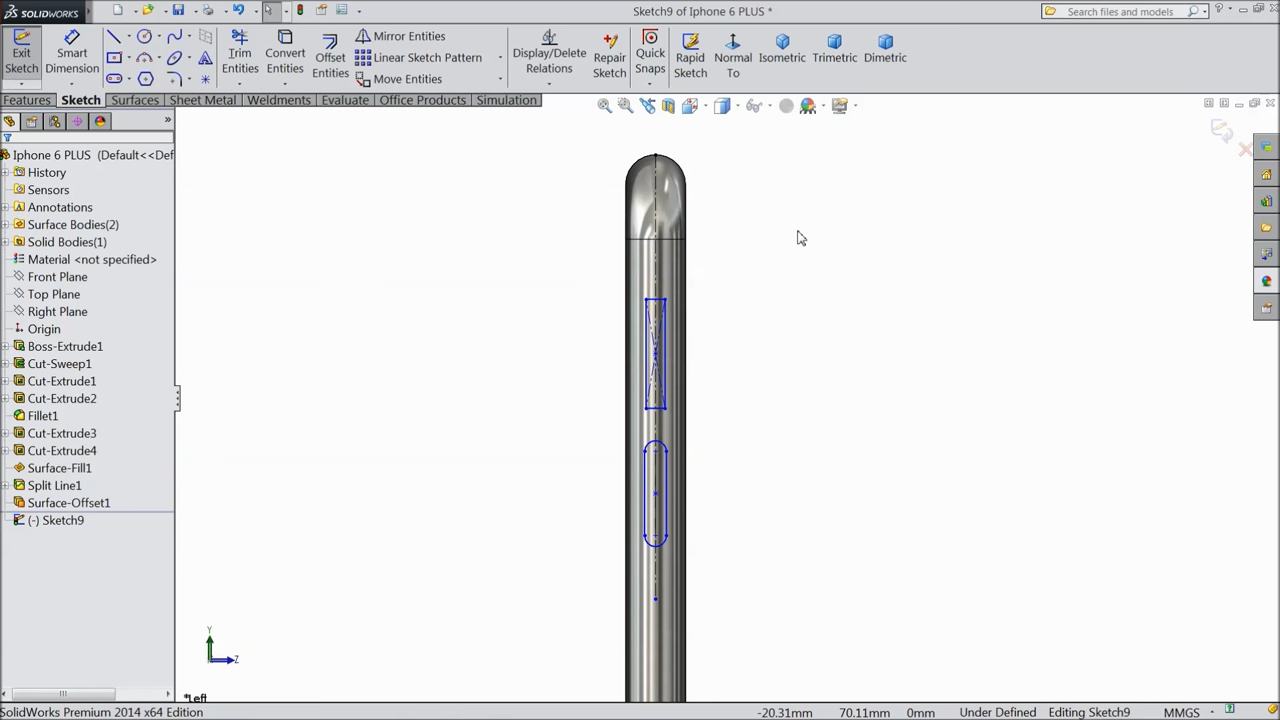 SOLIDWORKS
Sketch9 of Iphone 6 PLUS *
Search files and models
Exit Sketch
Smart Dimension
Trim Entities
Convert Entities
Offset Entities
Mirror Entities
Linear Sketch Pattern
Move Entities
Display/Delete Relations
Repair Sketch
Quick Snaps
Rapid Sketch
Normal To
Isometric
Trimetric
Dimetric
Features
Sketch
Surfaces
Sheet Metal
Weldments
Evaluate
Office Products
Simulation
Iphone 6 PLUS (Default<<Def
History
Sensors
Annotations
Surface Bodies(2)
Solid Bodies(1)
Material <not specified>
Front Plane
Top Plane
Right Plane
Origin
Boss-Extrude1
Cut-Sweep1
Cut-Extrude1
Cut-Extrude2
Fillet1
Cut-Extrude3
Cut-Extrude4
Surface-Fill1
Split Line1
Surface-Offset1
(-) Sketch9
Y
Z
*Left
SolidWorks Premium 2014 x64 Edition
-20.31mm 70.11mm 0mm Under Defined Editing Sketch9 MMGS